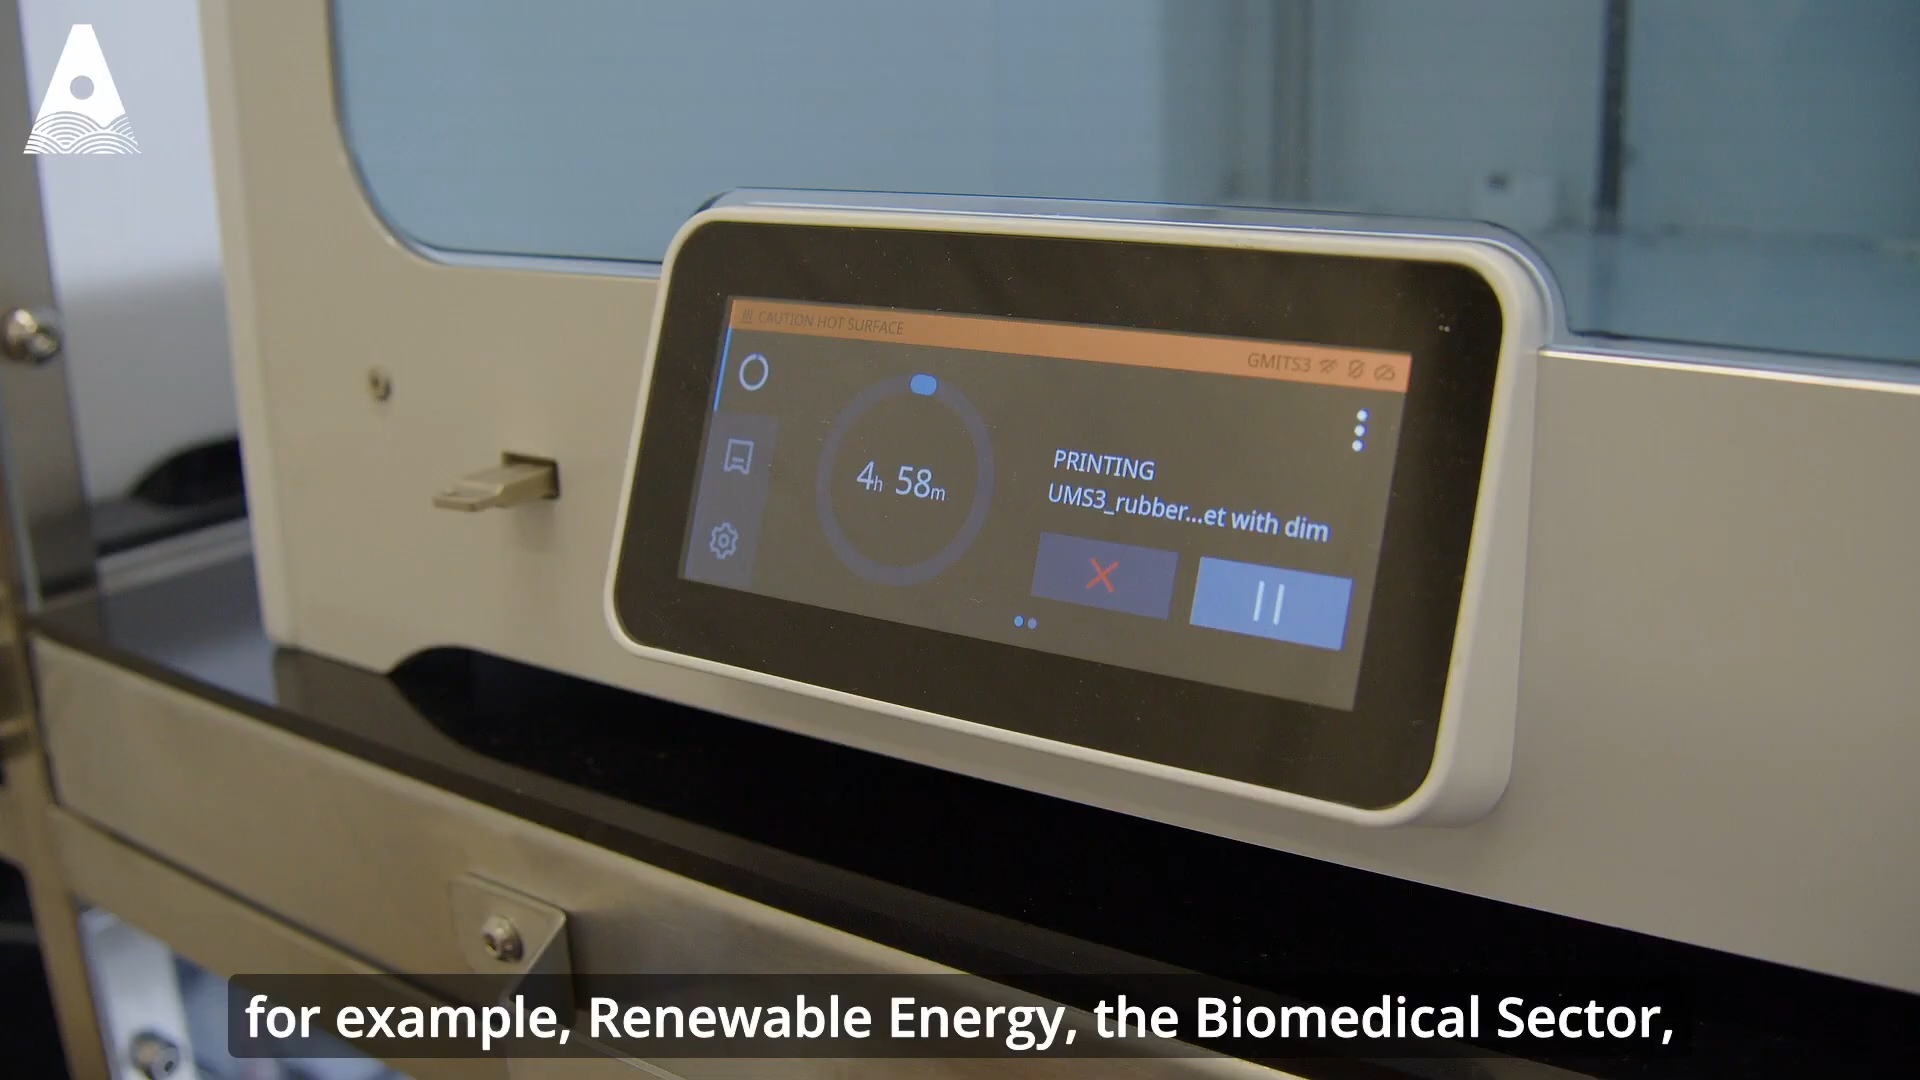 CAUTION HOT SURFACE
GMITS3
4h 58m
PRINTING
UMS3_rubber...et with dim
for example, Renewable Energy, the Biomedical Sector,